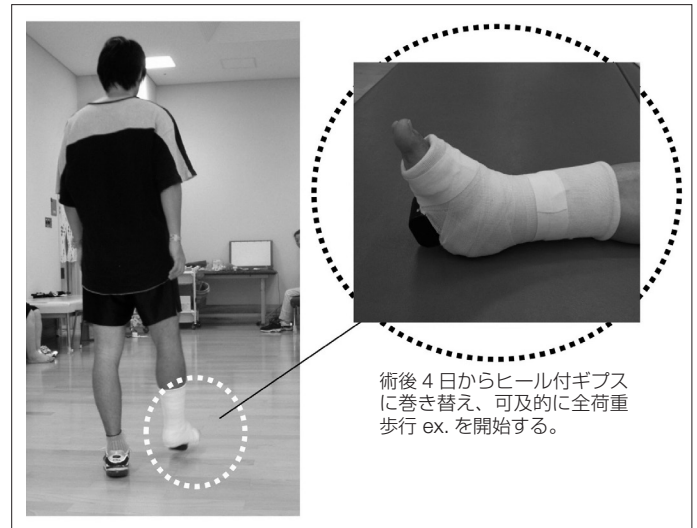 術後 4 日からヒール付ギプス
に巻き替え、可及的に全荷重
歩行 ex. を開始する。